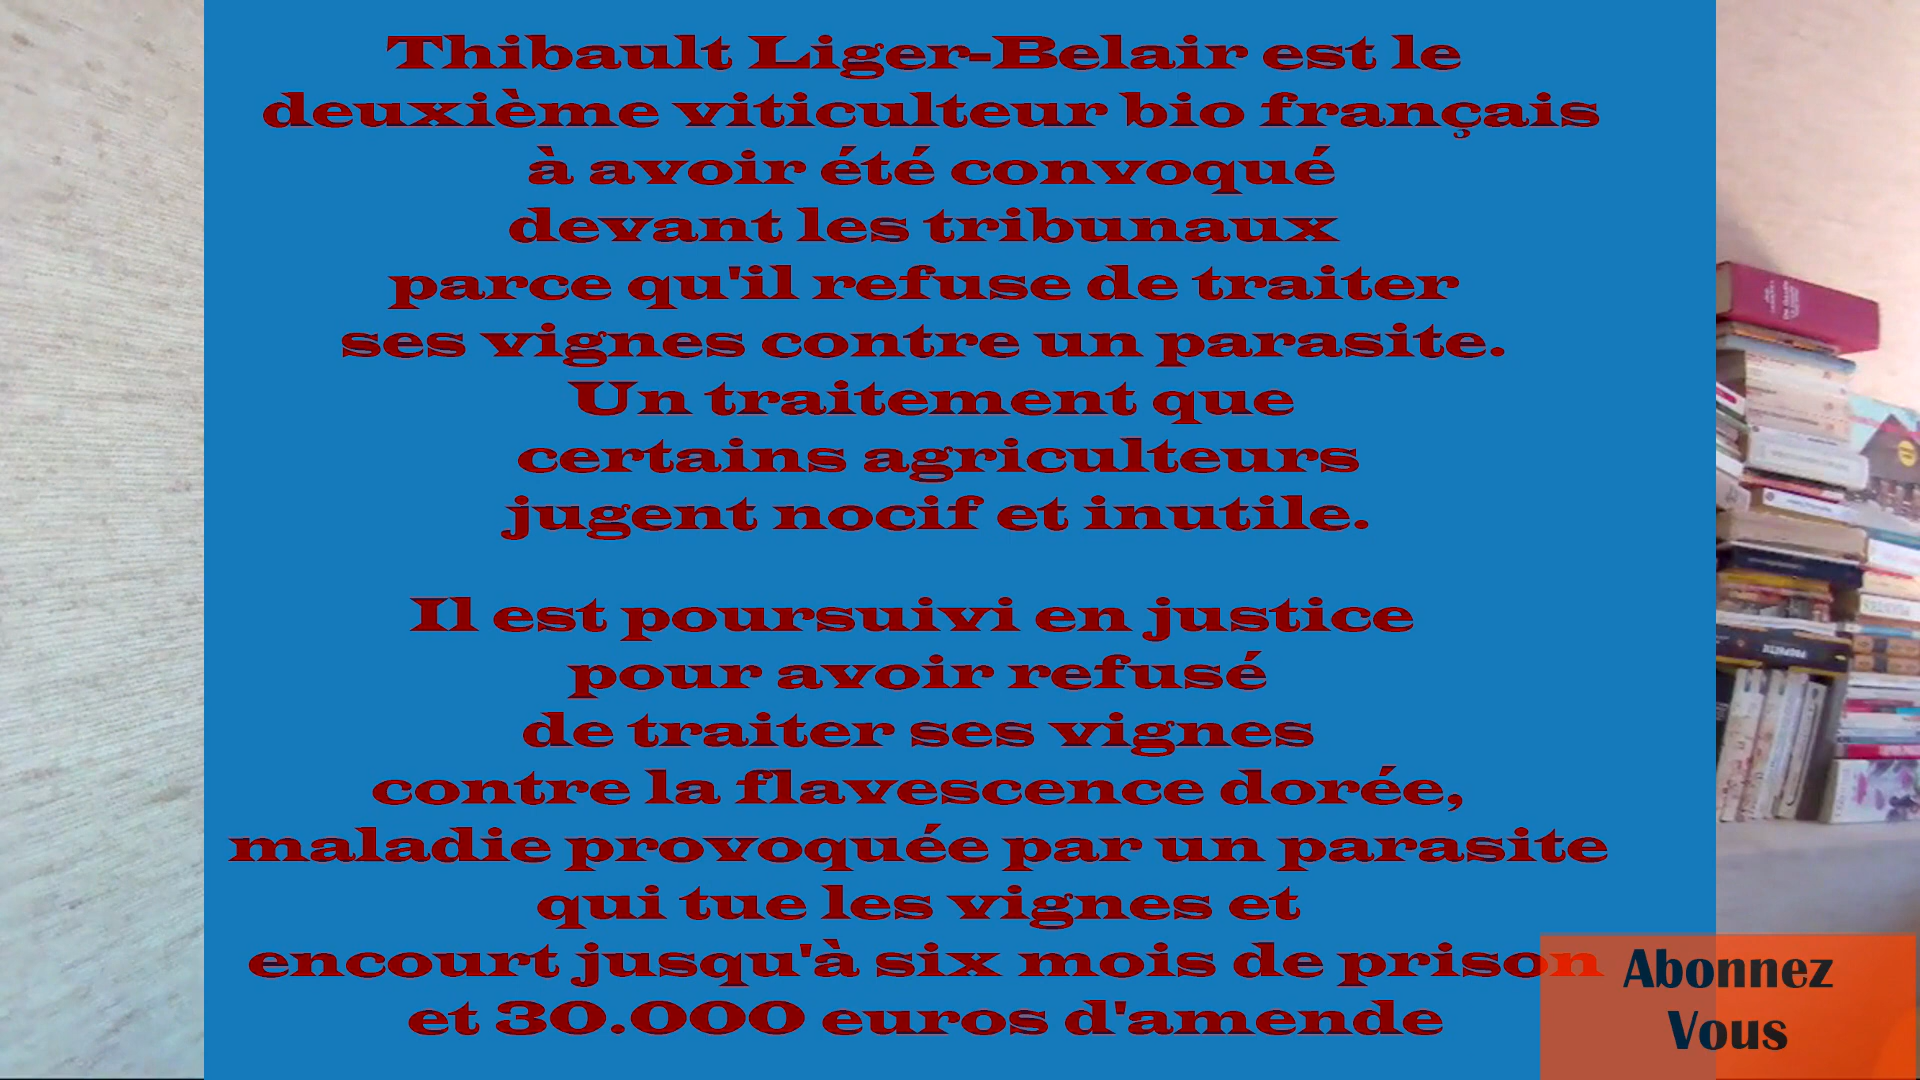 Thibault Liger-Belair est le
deuxième viticulteur bio français
à avoir été convoqué
devant les tribunaux
parce qu'il refuse de traiter
ses vignes contre un parasite.
Un traitement que
certains agriculteurs
jugent nocif et inutile.
Il est poursuivi en justice
pour avoir refusé
de traiter ses vignes
contre la flavescence dorée,
maladie provoquée par un parasite
qui tue les vignes et
encourt jusqu'à six mois de prison
et 30.000 euros d'amende
Abonnez
Vous